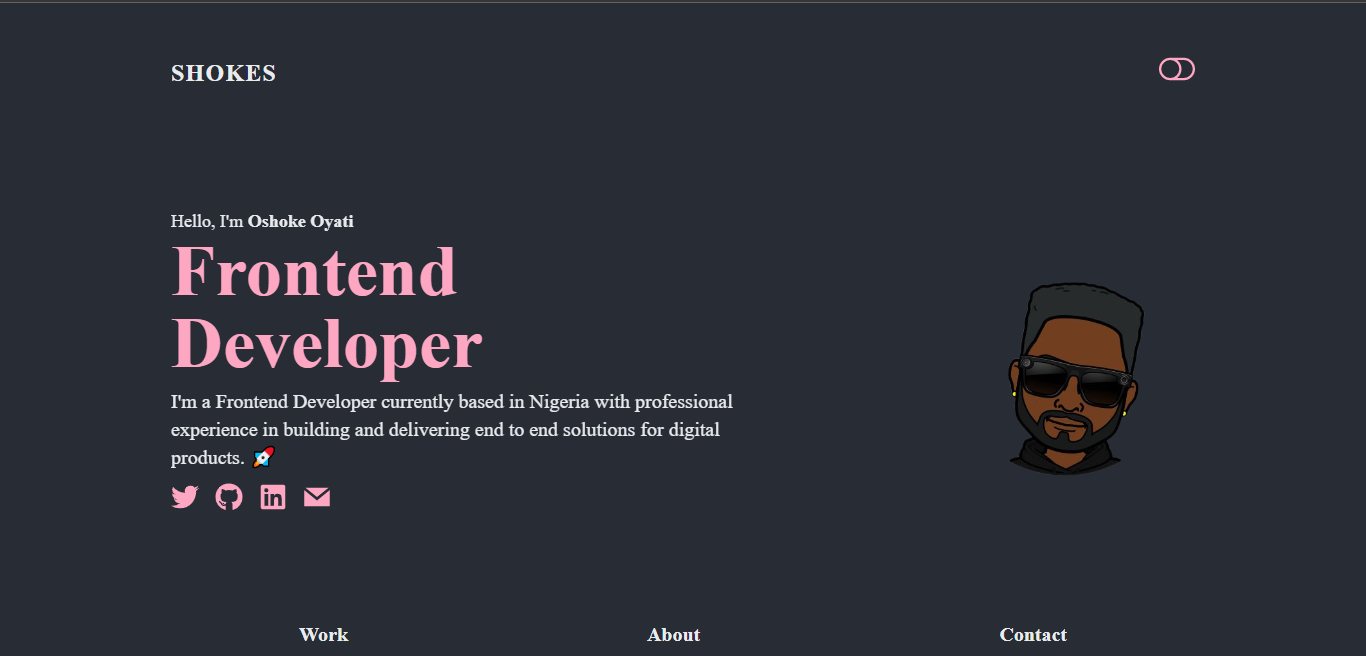 SHOKES
Hello, I'm Oshoke Oyati
Frontend
Developer
I'm a Frontend Developer currently based in Nigeria with professional
experience in building and delivering end to end solutions for digital
products. 🚀
in
Work About Contact